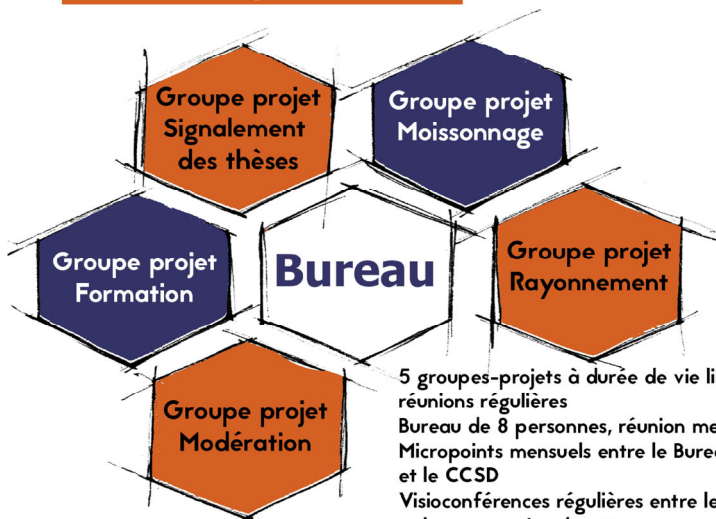 Groupe projet
Signalement
des thèses
Groupe projet
Moissonnage
Groupe projet
Formation
Bureau
Groupe projet
Rayonnement
Groupe projet
Modération
5 groupes-projets à durée de vie
réunions régulières
Bureau de 8 personnes, réunion
Micropoints mensuels entre le
et le CCSD
Visioconférences régulières entre